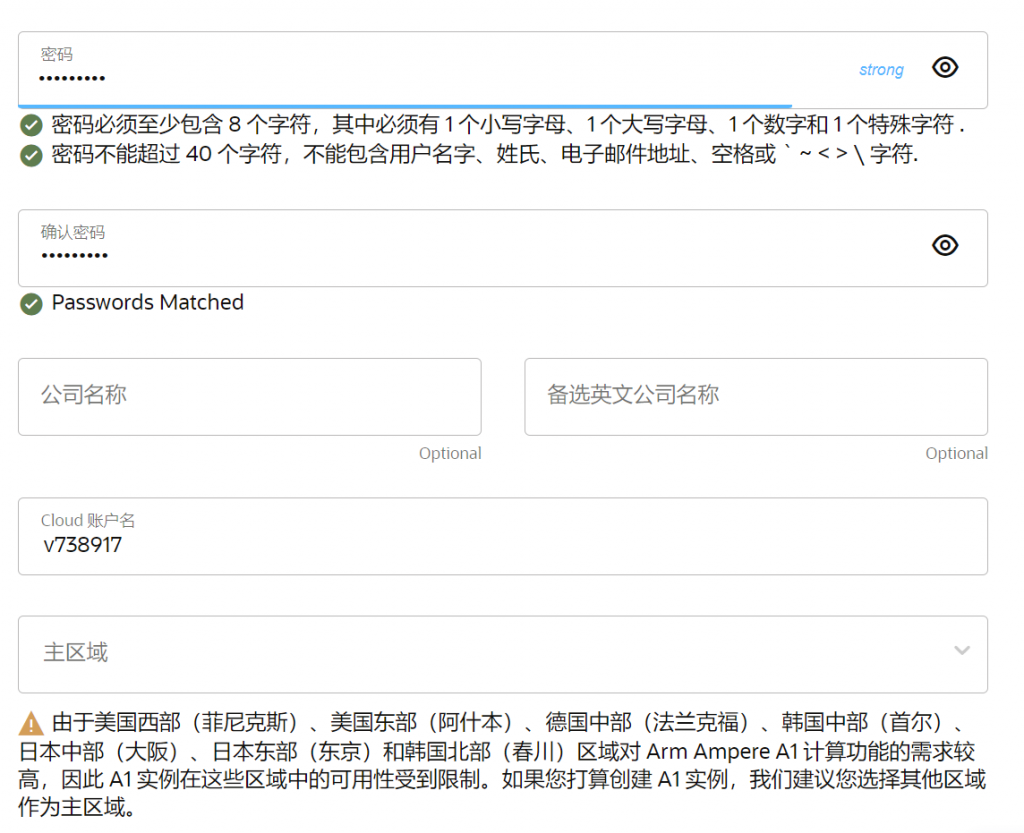 密码
•••••••••
strong
密码必须至少包含 8 个字符，其中必须有 1 个小写字母、1 个大写字母、1 个数字和 1 个特殊字符 .
密码不能超过 40 个字符，不能包含用户名字、姓氏、电子邮件地址、空格或 ` ~ < > \ 字符.
确认密码
•••••••••
Passwords Matched
公司名称
备选英文公司名称
Optional
Optional
Cloud 账户名
v738917
主区域
由于美国西部（菲尼克斯）、美国东部（阿什本）、德国中部（法兰克福）、韩国中部（首尔）、
日本中部（大阪）、日本东部（东京）和韩国北部（春川）区域对 Arm Ampere A1 计算功能的需求较
高，因此 A1 实例在这些区域中的可用性受到限制。如果您打算创建 A1 实例，我们建议您选择其他区域
作为主区域。